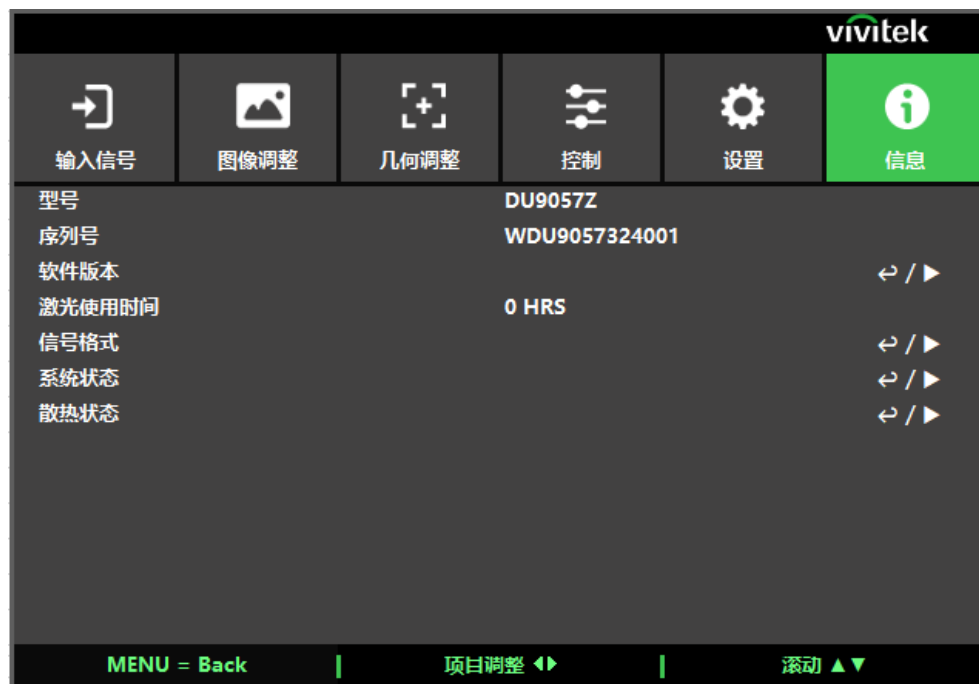 vivitek
输入信号 图像调整 几何调整 控制 设置 信息
型号 DU9057Z
序列号 WDU9057324001
软件版本 ↩ / ▶
激光使用时间 0 HRS
信号格式 ↩ / ▶
系统状态 ↩ / ▶
散热状态 ↩ / ▶
MENU = Back | 项目调整 ◀▶ | 滚动 ▲▼